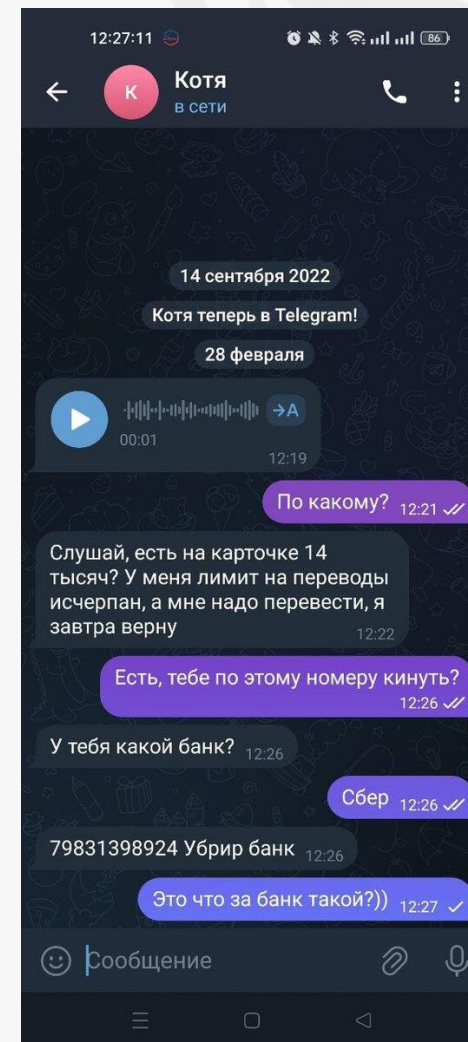 12:27:11
86
К
Котя
в сети
14 сентября 2022
Котя теперь в Telegram!
28 февраля
→A
00:01
12:19
По какому? 12:21
Слушай, есть на карточке 14
тысяч? У меня лимит на переводы
исчерпан, а мне надо перевести, я
завтра верну
12:22
Есть, тебе по этому номеру кинуть?
12:26
У тебя какой банк? 12:26
Сбер 12:26
79831398924 Убрир банк 12:26
Это что за банк такой?)) 12:27
Сообщение